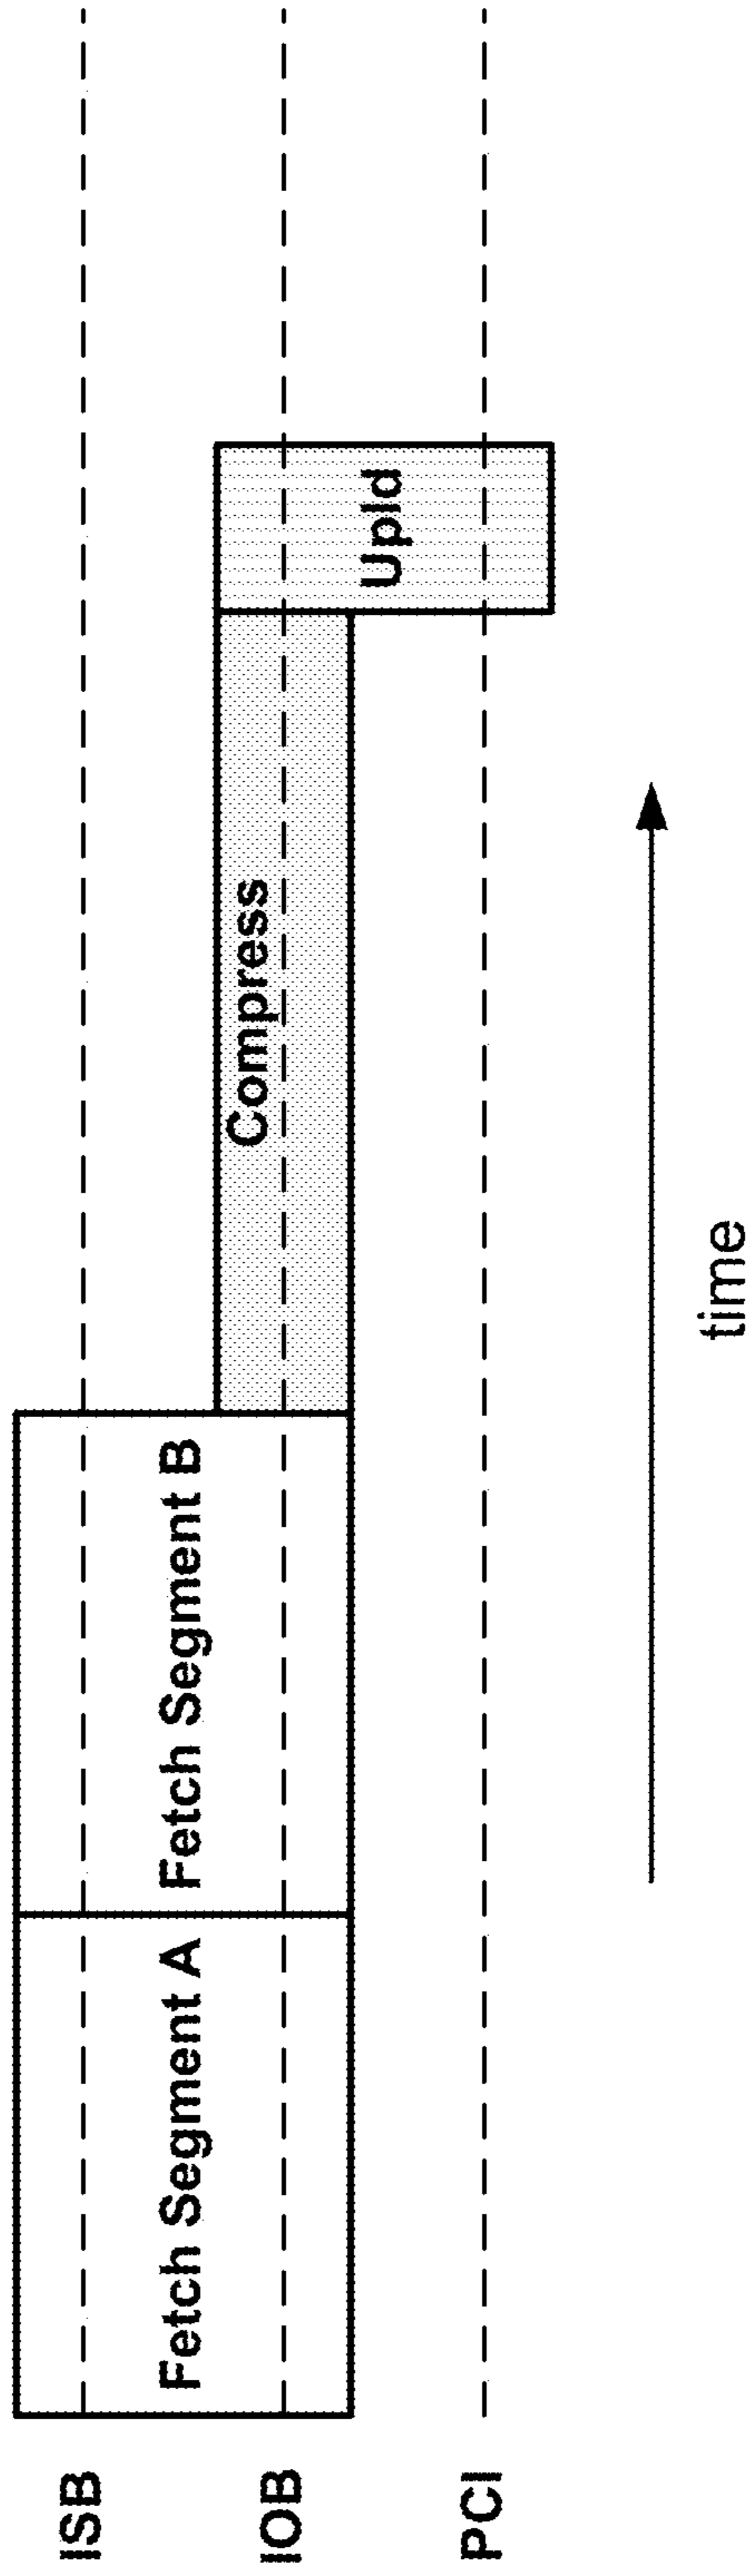 ISB
IOB
PCI
Fetch Segment A
Fetch Segment B
Compress
Upld
time